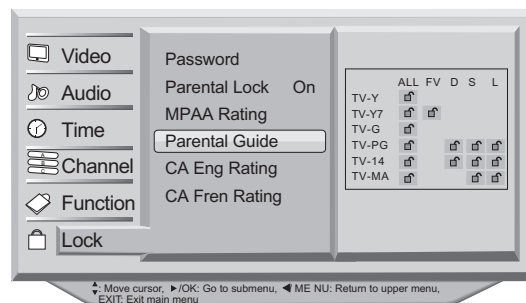 Video
Audio
Time
Channel
Function
Lock
Password
Parental Lock On
MPAA Rating
Parental Guide
CA Eng Rating
CA Fren Rating
ALL FV D S L
TV-Y
TV-Y7
TV-G
TV-PG
TV-14
TV-MA
: Move cursor, ►/OK: Go to submenu, ◄/ ME NU: Return to upper menu,
EXIT: Exit main menu